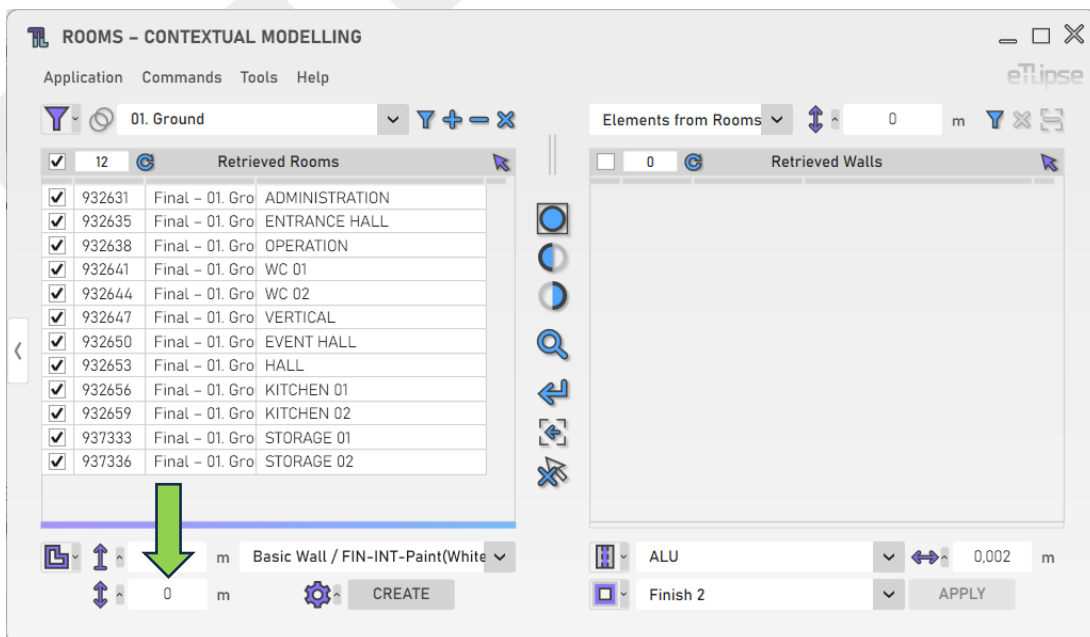 ROOMS – CONTEXTUAL MODELLING
Application Commands Tools Help
eTLipse
01. Ground
Elements from Rooms 0 m
12 Retrieved Rooms
0 Retrieved Walls
932631 Final – 01. Gro ADMINISTRATION
932635 Final – 01. Gro ENTRANCE HALL
932638 Final – 01. Gro OPERATION
932641 Final – 01. Gro WC 01
932644 Final – 01. Gro WC 02
932647 Final – 01. Gro VERTICAL
932650 Final – 01. Gro EVENT HALL
932653 Final – 01. Gro HALL
932656 Final – 01. Gro KITCHEN 01
932659 Final – 01. Gro KITCHEN 02
937333 Final – 01. Gro STORAGE 01
937336 Final – 01. Gro STORAGE 02
m Basic Wall / FIN-INT-Paint(White
ALU 0,002 m
0 m CREATE
Finish 2 APPLY